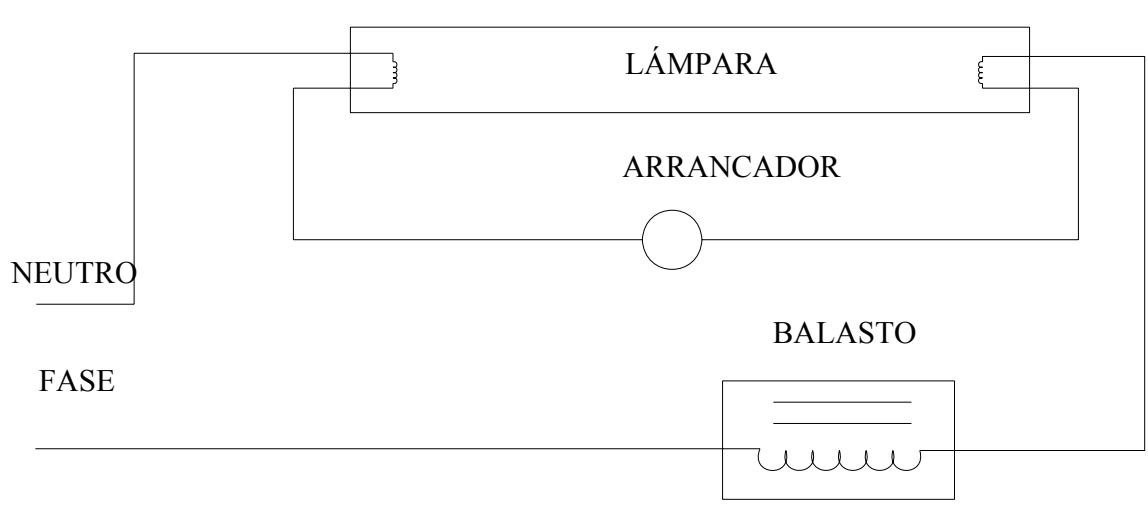 LÁMPARA
ARRANCADOR
NEUTRO
BALASTO
FASE